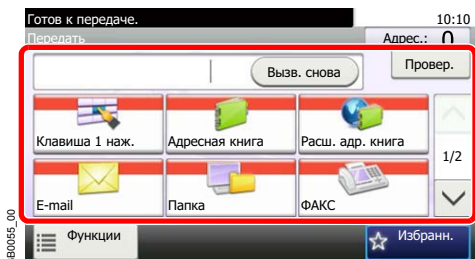 Готов к передаче. 10:10
Передать Адрес.: 0
Вызв. снова Провер.
Клавиша 1 наж. Адресная книга Расш. адр. книга
1/2
E-mail Папка ФАКС
Функции Избранн.
B0055_00